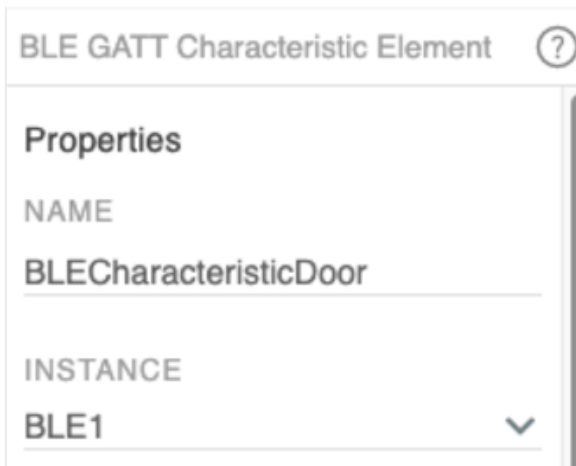 BLE GATT Characteristic Element ?
Properties
NAME
BLECharacteristicDoor
INSTANCE
BLE1